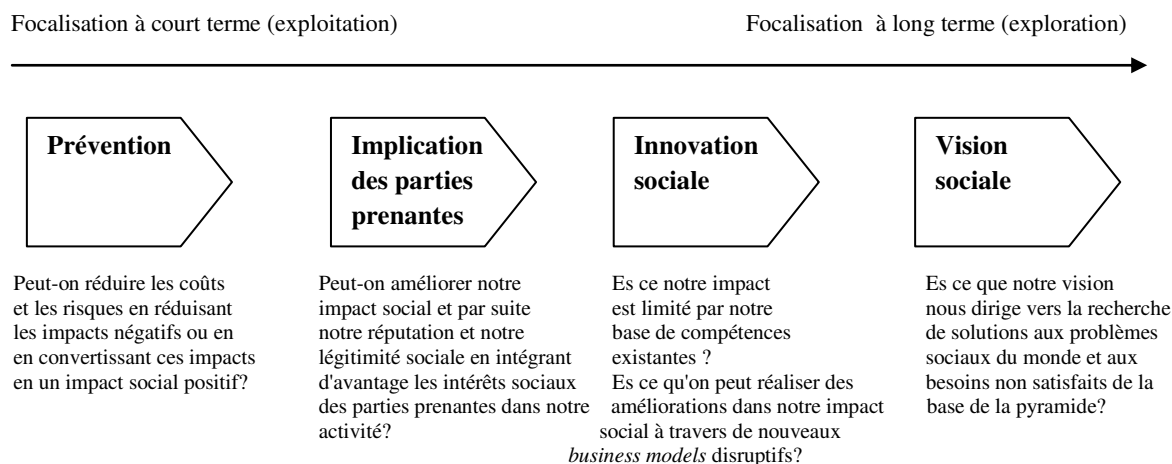 Focalisation à court terme (exploitation)
Focalisation à long terme (exploration)
Prévention
Implication
des parties
prenantes
Innovation
sociale
Vision
sociale
Peut-on réduire les coûts
et les risques en réduisant
les impacts négatifs ou en
en convertissant ces impacts
en un impact social positif?
Peut-on améliorer notre
impact social et par suite
notre réputation et notre
légitimité sociale en intégrant
d'avantage les intérêts sociaux
des parties prenantes dans notre
activité?
Es ce notre impact
est limité par notre
base de compétences
existantes ?
Es ce qu'on peut réaliser des
améliorations dans notre impact
social à travers de nouveaux
business models disruptifs?
Es ce que notre vision
nous dirige vers la recherche
de solutions aux problèmes
sociaux du monde et aux
besoins non satisfaits de la
base de la pyramide?